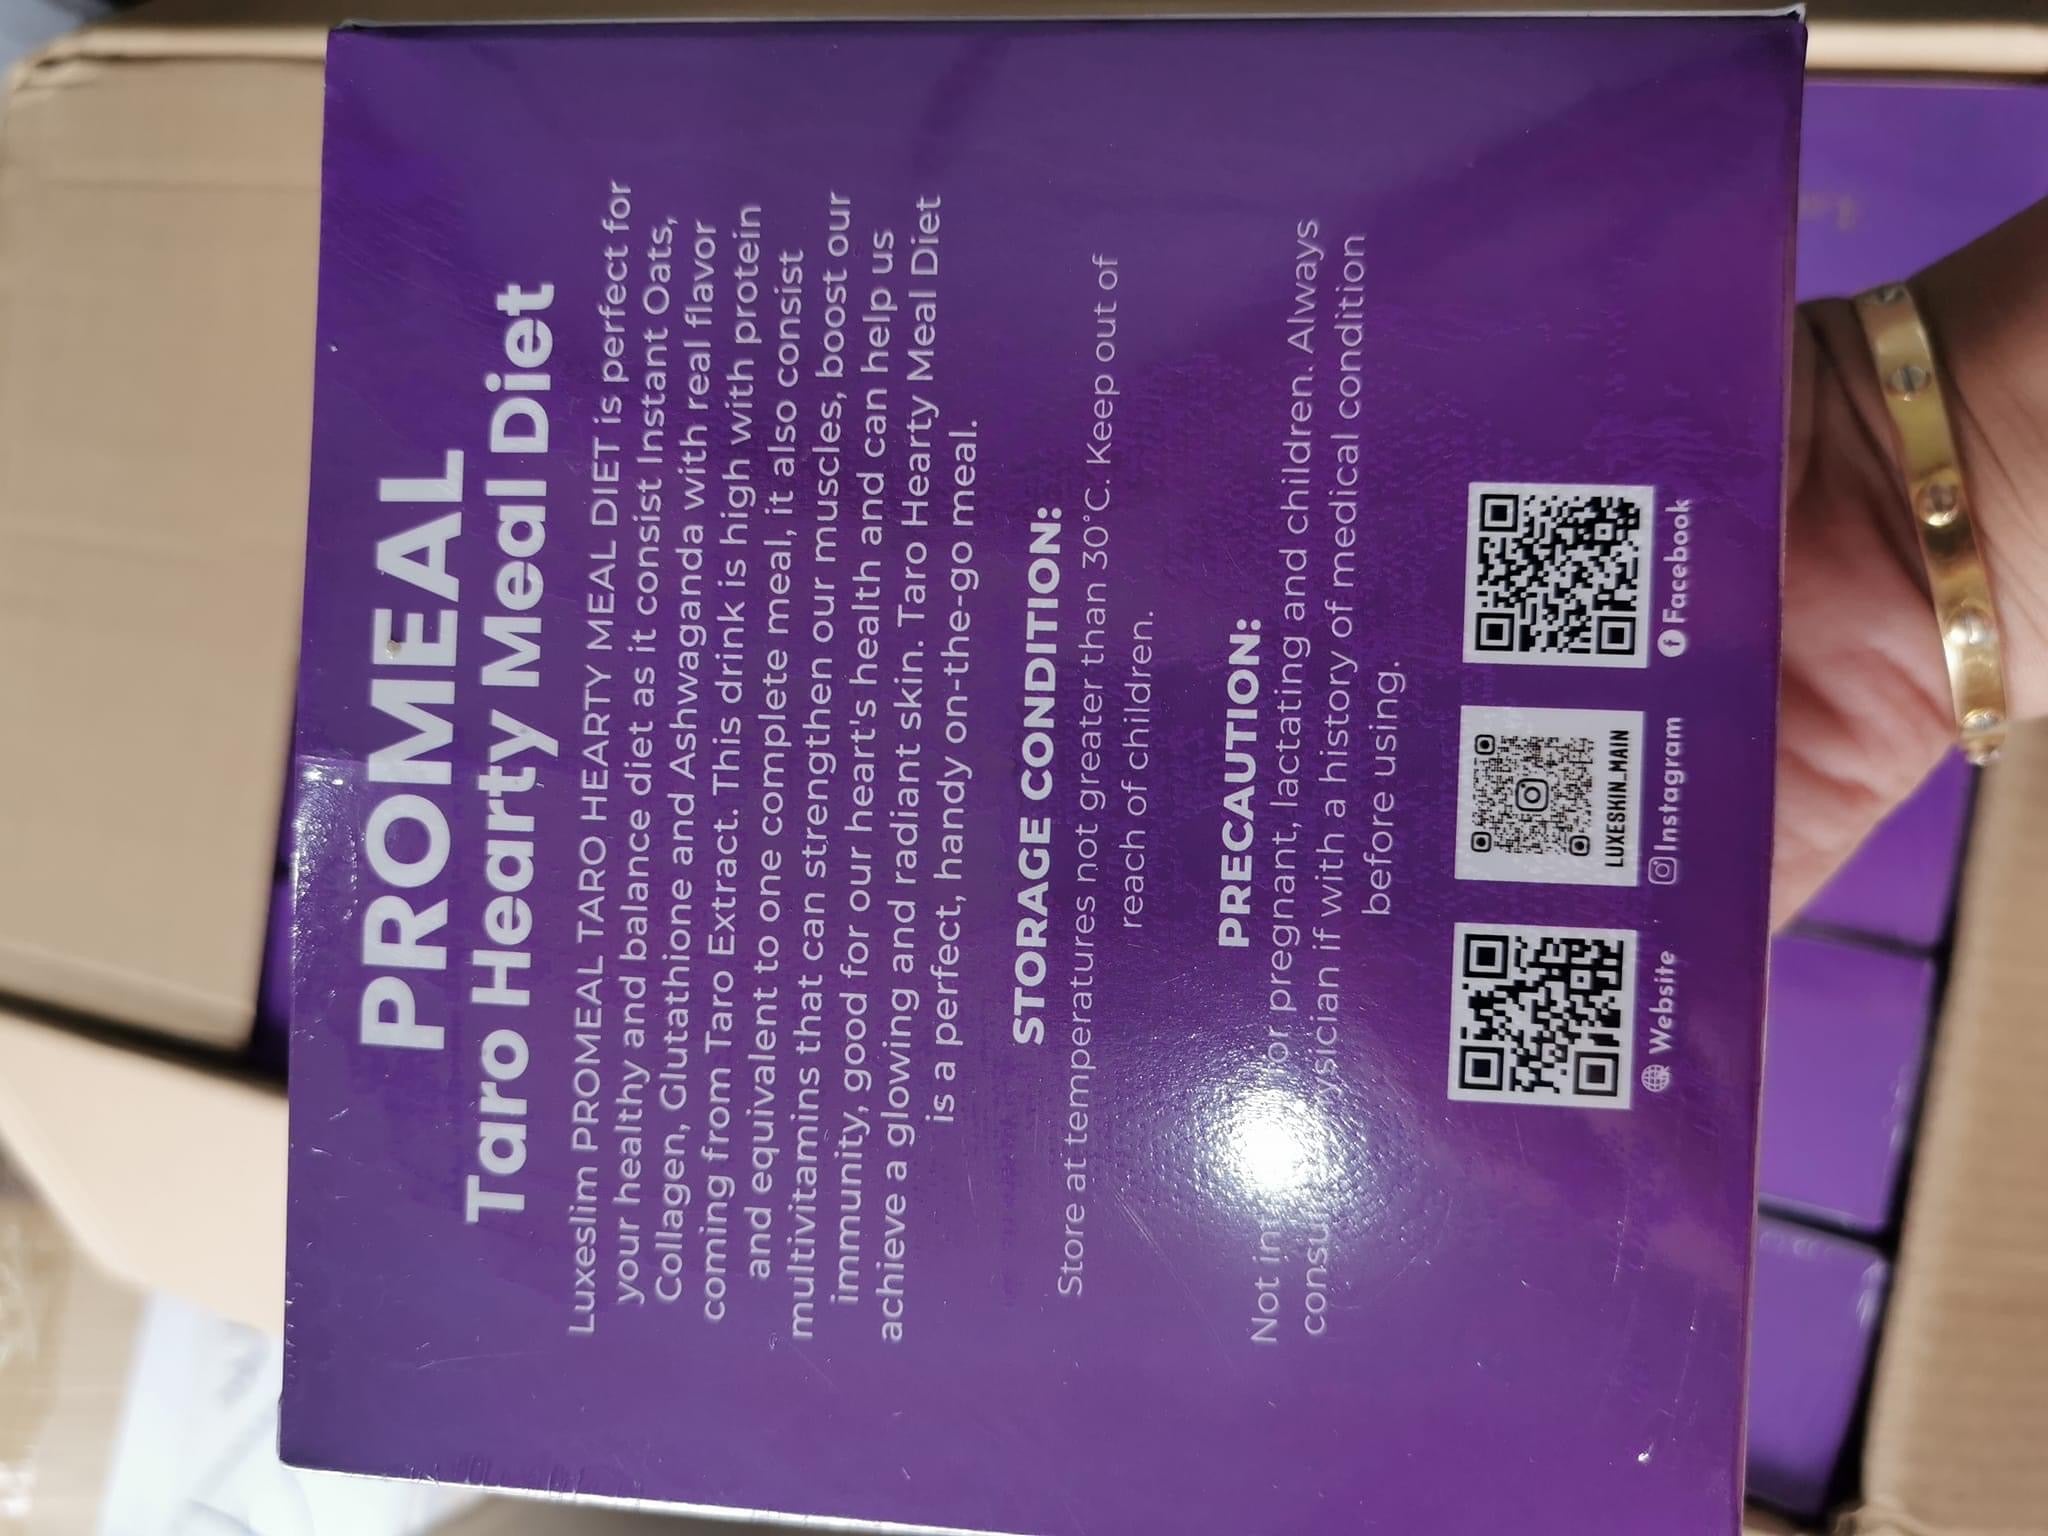 PROMEAL
Taro Hearty Meal Diet
Luxeslim PROMEAL TARO HEARTY MEAL DIET is perfect for
your healthy and balance diet as it consist Instant Oats,
Collagen, Glutathione and Ashwaganda with real flavor
coming from Taro Extract. This drink is high with protein
and equivalent to one complete meal, it also consist
multivitamins that can strengthen our muscles, boost our
immunity, good for our heart's health and can help us
achieve a glowing and radiant skin. Taro Hearty Meal Diet
is a perfect, handy on-the-go meal.
STORAGE CONDITION:
Store at temperatures not greater than 30°C. Keep out of
reach of children.
PRECAUTION:
Not for pregnant, lactating and children. Always
if with a history of medical condition
before using.
LUXESKIN_MAIN
Website
Instagram
Facebook